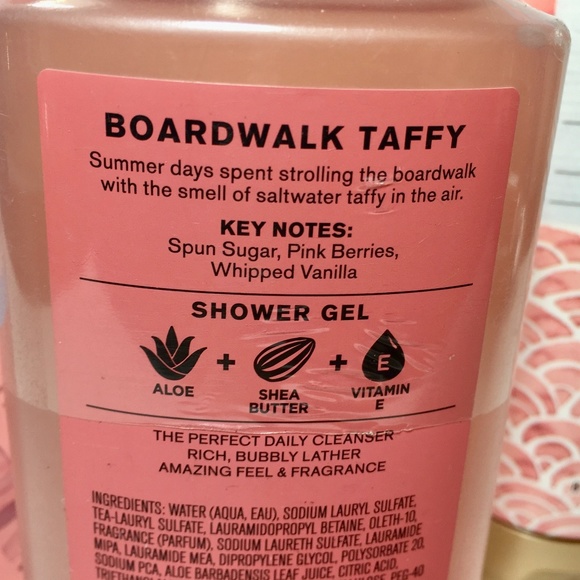 BOARDWALK TAFFY
Summer days spent strolling the boardwalk
with the smell of saltwater taffy in the air.
KEY NOTES:
Spun Sugar, Pink Berries,
Whipped Vanilla
SHOWER GEL
ALOE + SHEA BUTTER + E VITAMIN E
THE PERFECT DAILY CLEANSER
RICH, BUBBLY LATHER
AMAZING FEEL & FRAGRANCE
INGREDIENTS: WATER (AQUA, EAU), SODIUM LAURYL SULFATE,
TEA-LAURYL SULFATE, LAURAMIDOPROPYL BETAINE, OLETH-10,
FRAGRANCE (PARFUM), SODIUM LAURETH SULFATE, LAURAMIDE
MIPA, LAURAMIDE MEA, DIPROPYLENE GLYCOL, POLYSORBATE 20,
SODIUM PCA, ALOE BARBADENSIS LEAF JUICE, CITRIC ACID,
PEG-40